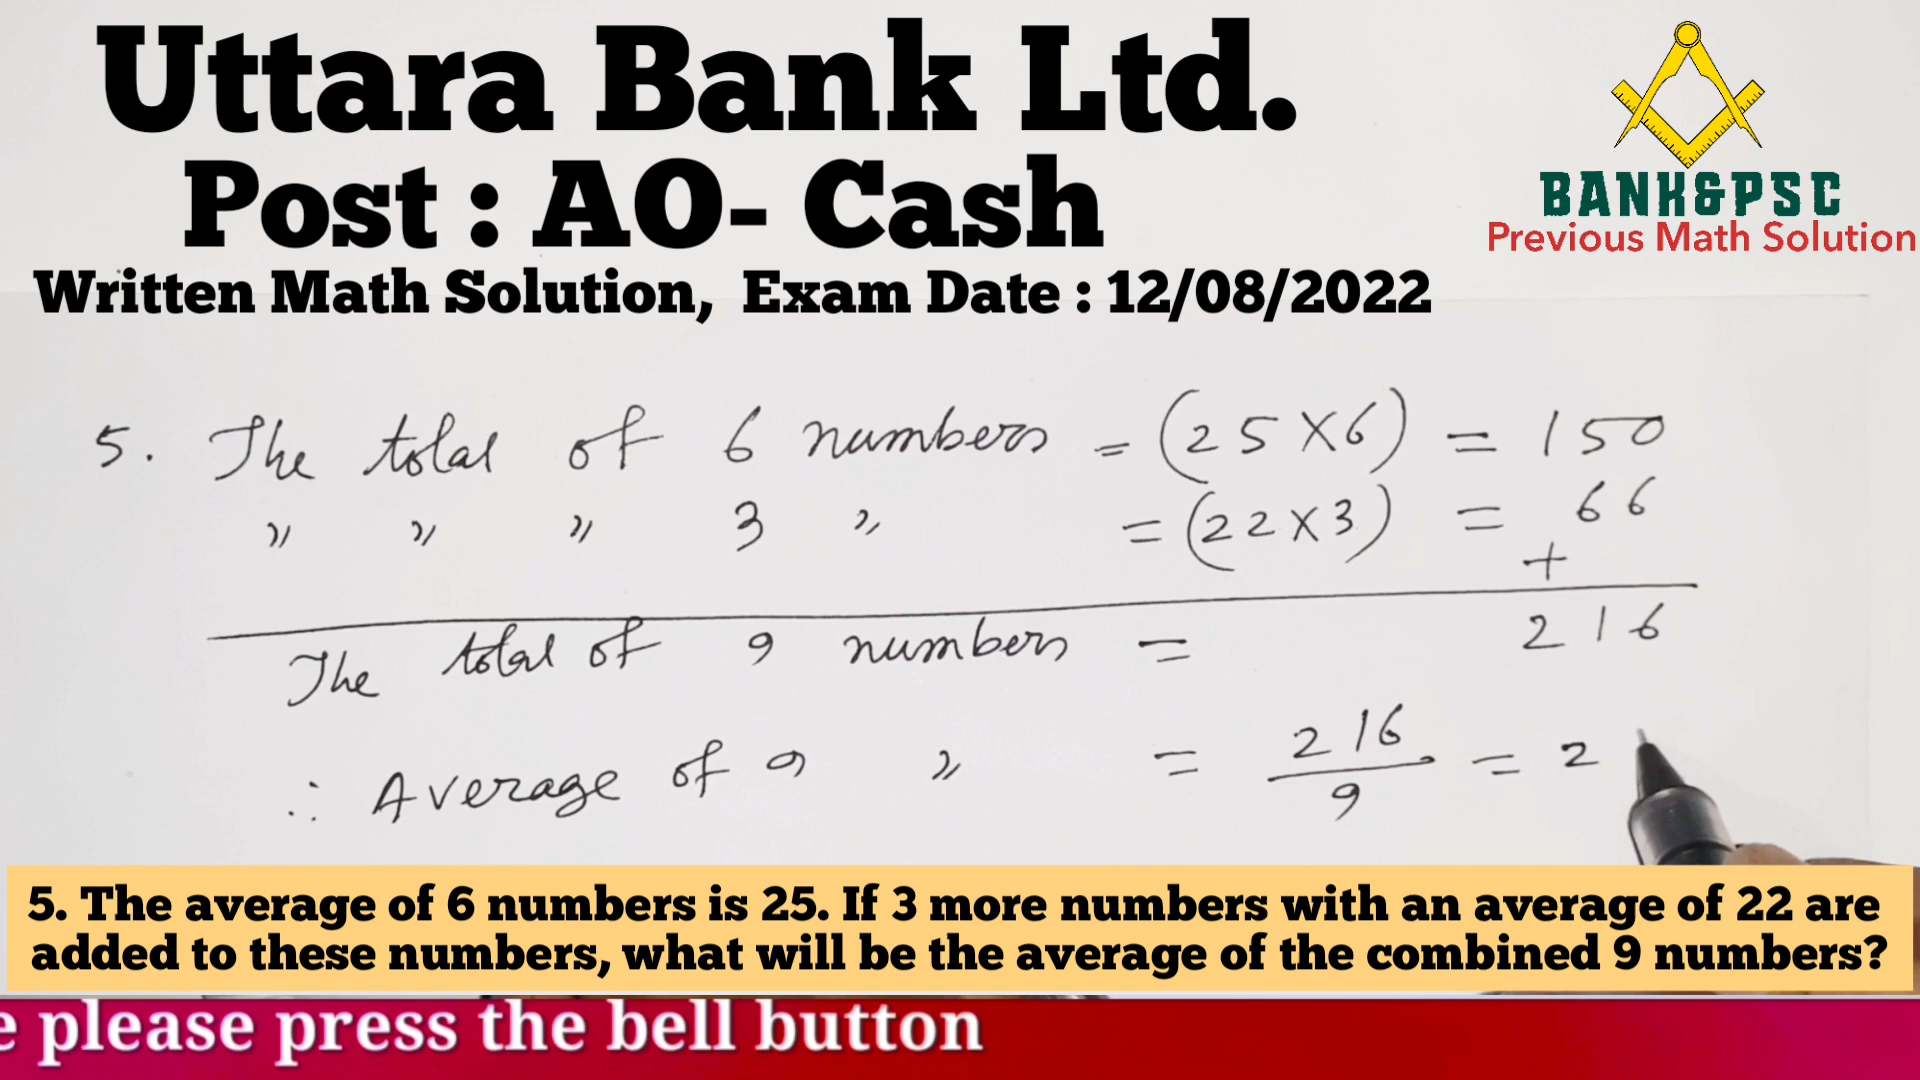 Uttara Bank Ltd.
Post : AO- Cash
Written Math Solution, Exam Date : 12/08/2022
BANK&PSC
Previous Math Solution
5. The total of 6 numbers = (25 X 6) = 150
" " " 3 " = (22 X 3) = 66
+
The total of 9 numbers = 216
∴ Average of 9 " = 216/9 = 2
5. The average of 6 numbers is 25. If 3 more numbers with an average of 22 are
added to these numbers, what will be the average of the combined 9 numbers?
e please press the bell button